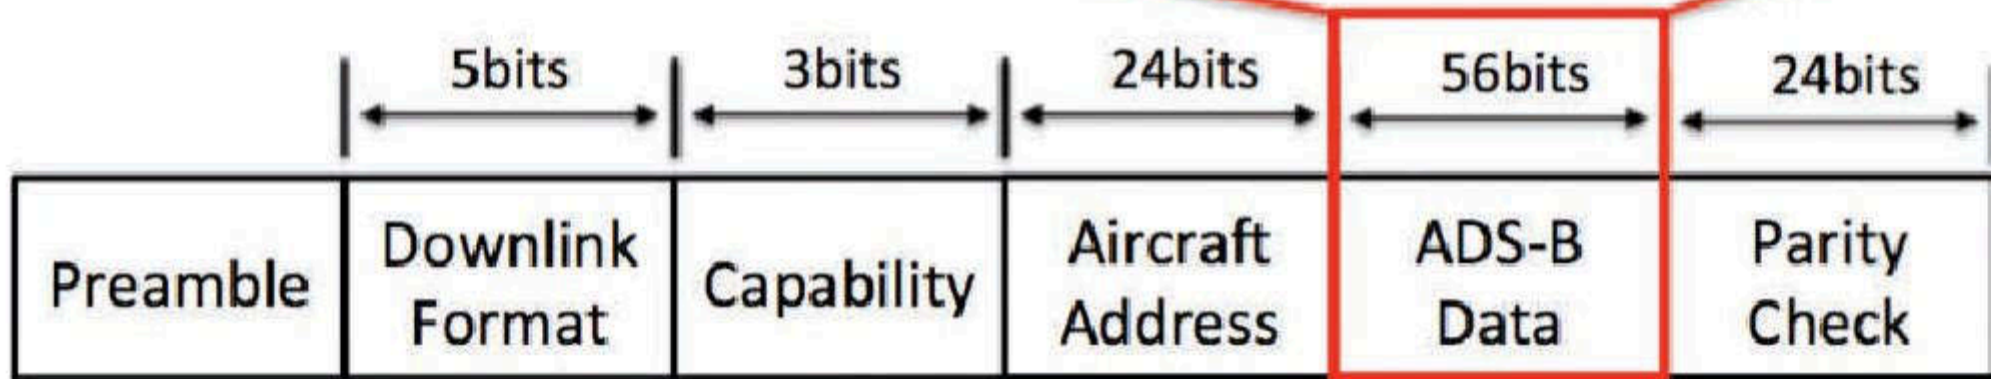 5bits 3bits 24bits 56bits 24bits
Preamble
Downlink
Format
Capability
Aircraft
Address
ADS-B
Data
Parity
Check